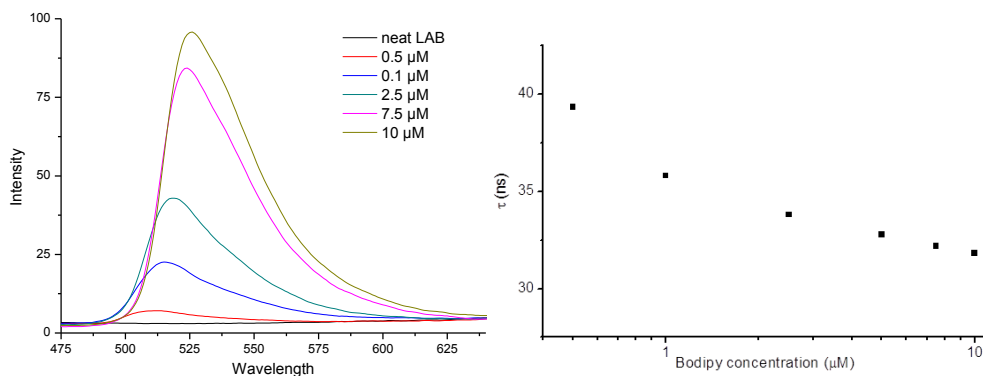 100
75
50
25
0
Intensity
475 500 525 550 575 600 625
Wavelength
neat LAB
0.5 µM
0.1 µM
2.5 µM
7.5 µM
10 µM
40
35
30
τ (ns)
1 10
Bodipy concentration (µM)